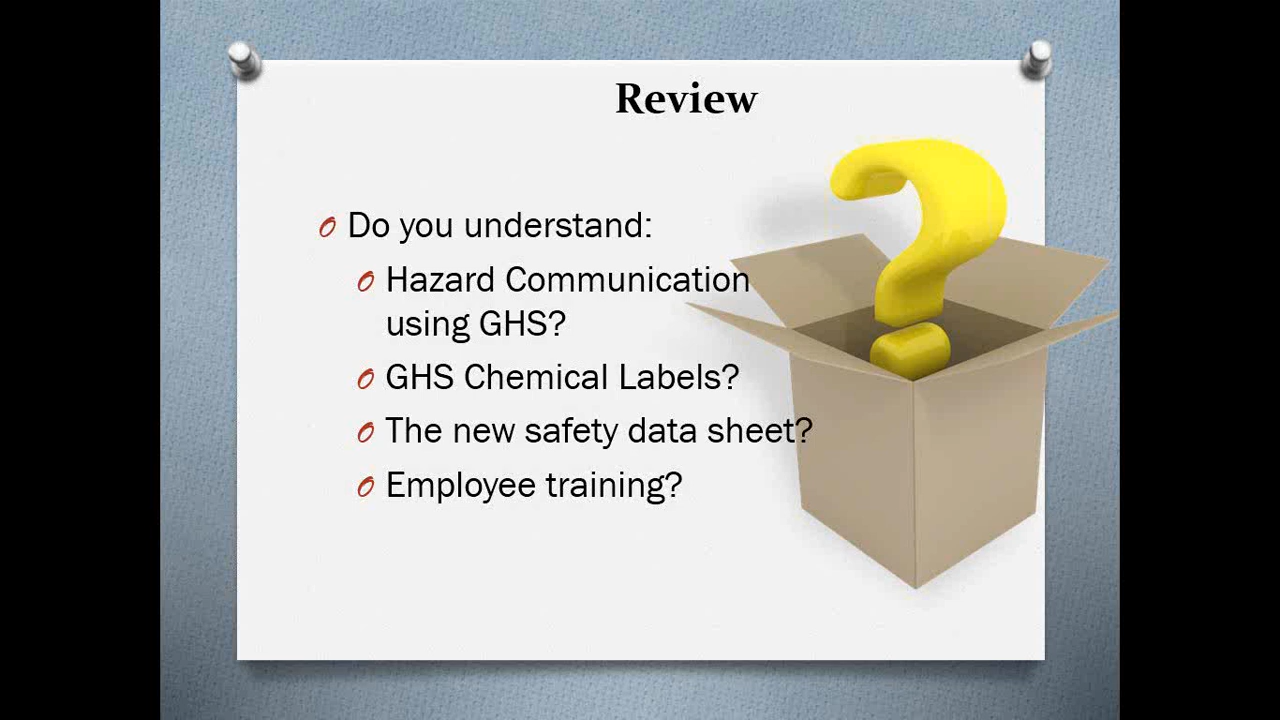 Review
Do you understand:
Hazard Communication
using GHS?
GHS Chemical Labels?
The new safety data sheet?
Employee training?